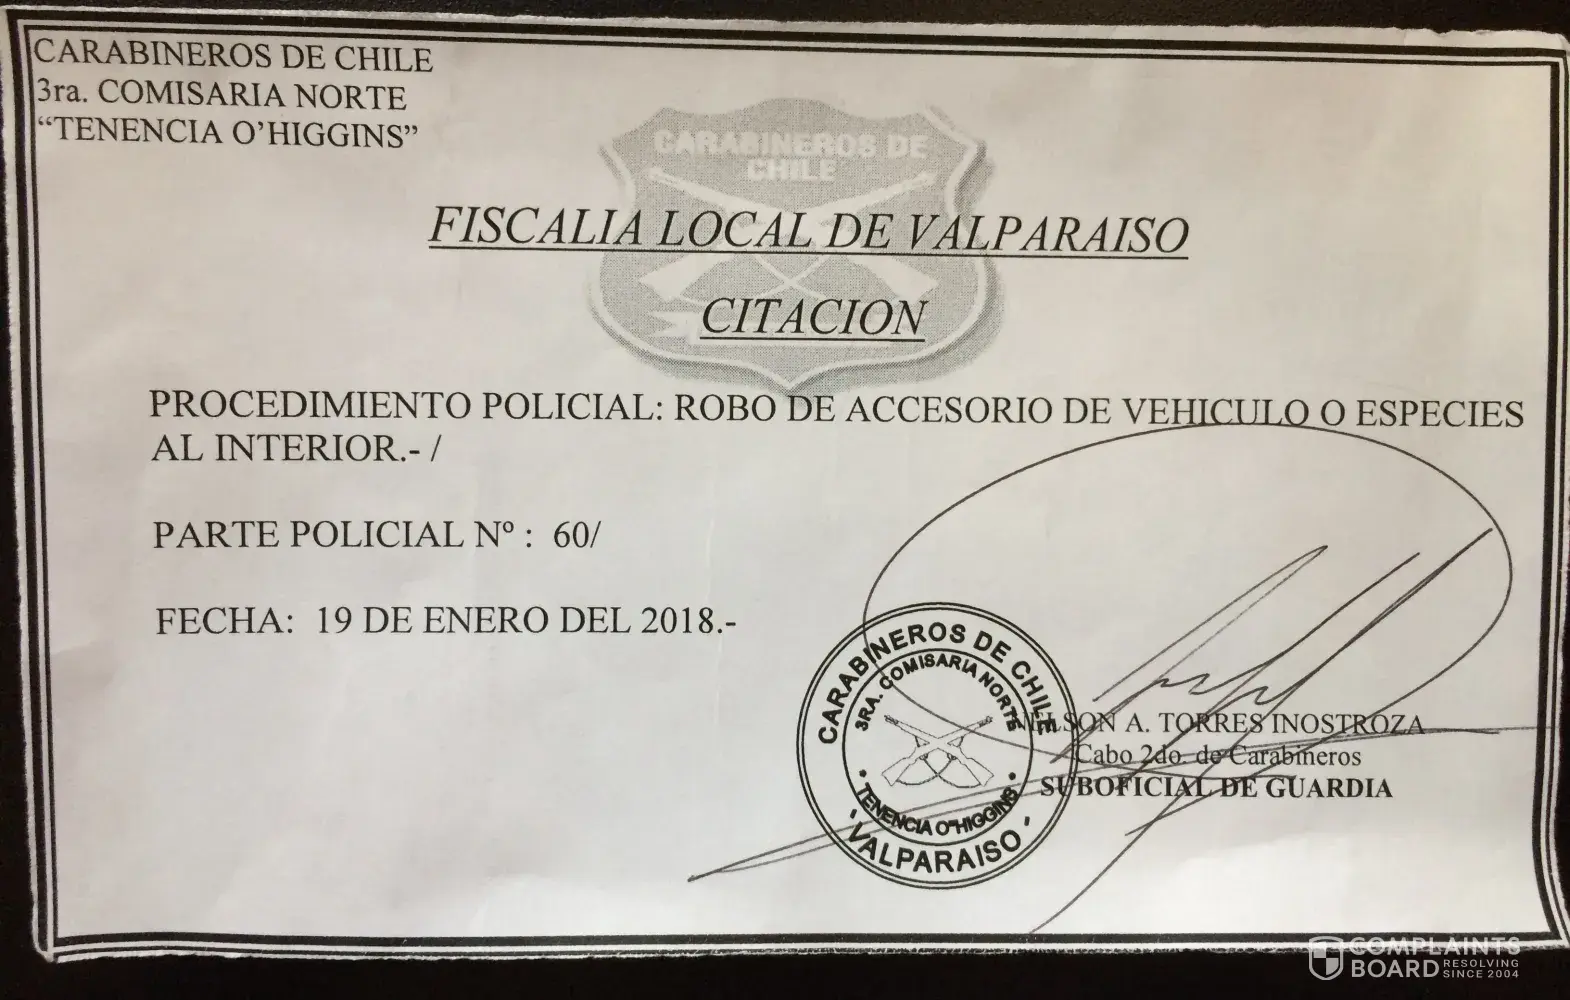 CARABINEROS DE CHILE
3ra. COMISARIA NORTE
“TENENCIA O’HIGGINS”
CARABINEROS DE
CHILE
FISCALIA LOCAL DE VALPARAISO
CITACION
PROCEDIMIENTO POLICIAL: ROBO DE ACCESORIO DE VEHICULO O ESPECIES
AL INTERIOR.- /
PARTE POLICIAL Nº : 60/
FECHA: 19 DE ENERO DEL 2018.-
CARABINEROS DE CHILE
3RA. COMISARIA NORTE
• TENENCIA O"HIGGINS •
- VALPARAISO -
NELSON A. TORRES INOSTROZA
Cabo 2do. de Carabineros
SUBOFICIAL DE GUARDIA
COMPLAINTS
BOARD RESOLVING
SINCE 2004